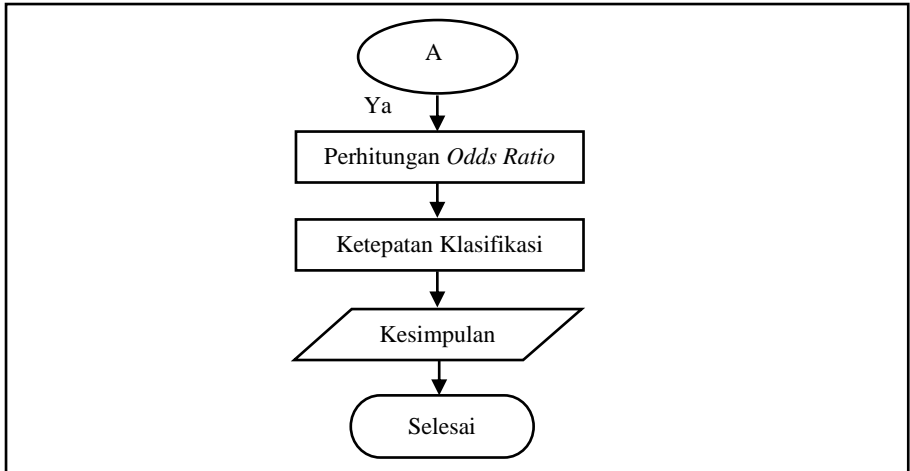 A
Ya
Perhitungan Odds Ratio
Ketepatan Klasifikasi
Kesimpulan
Selesai